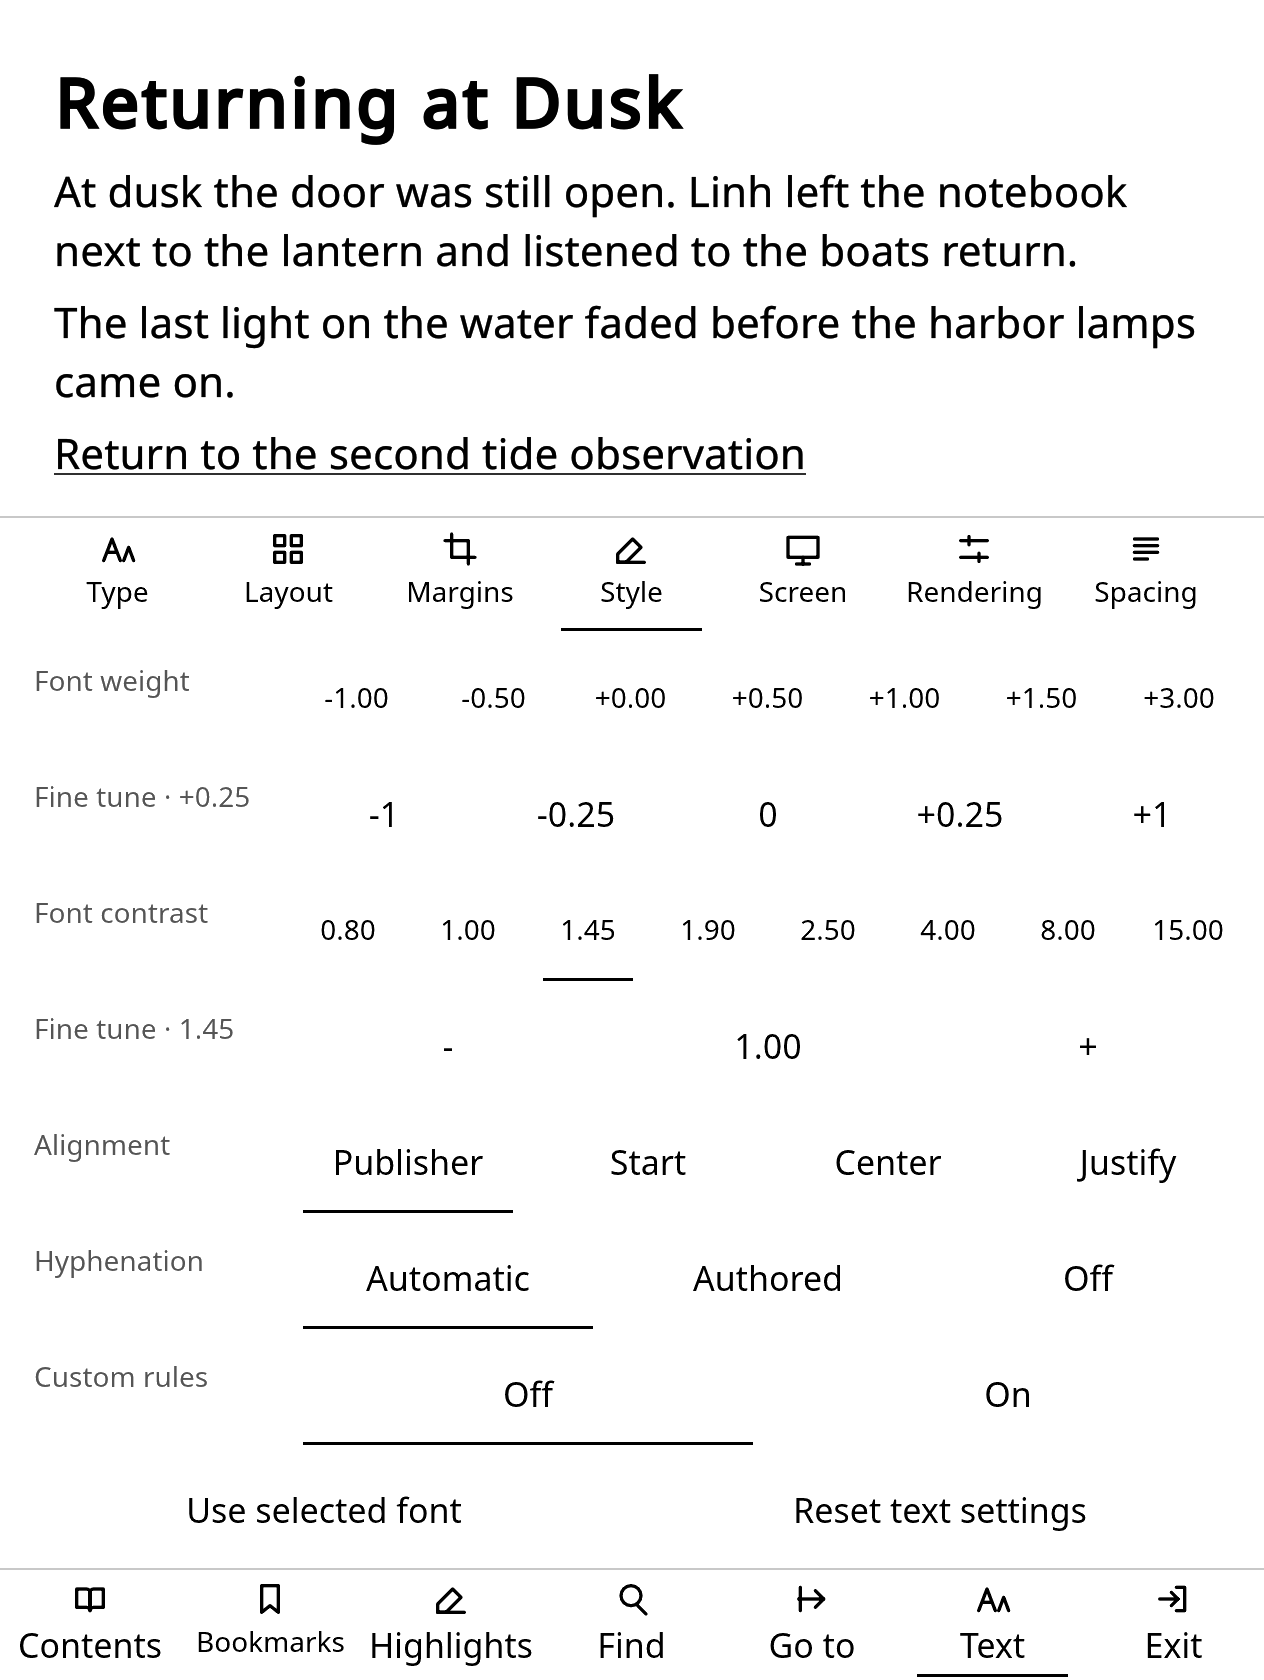 Returning at Dusk
At dusk the door was still open. Linh left the notebook
next to the lantern and listened to the boats return.
The last light on the water faded before the harbor lamps
came on.
Return to the second tide observation
Type Layout Margins Style Screen Rendering Spacing
Font weight -1.00 -0.50 +0.00 +0.50 +1.00 +1.50 +3.00
Fine tune · +0.25 -1 -0.25 0 +0.25 +1
Font contrast 0.80 1.00 1.45 1.90 2.50 4.00 8.00 15.00
Fine tune · 1.45 - 1.00 +
Alignment Publisher Start Center Justify
Hyphenation Automatic Authored Off
Custom rules Off On
Use selected font Reset text settings
Contents Bookmarks Highlights Find Go to Text Exit